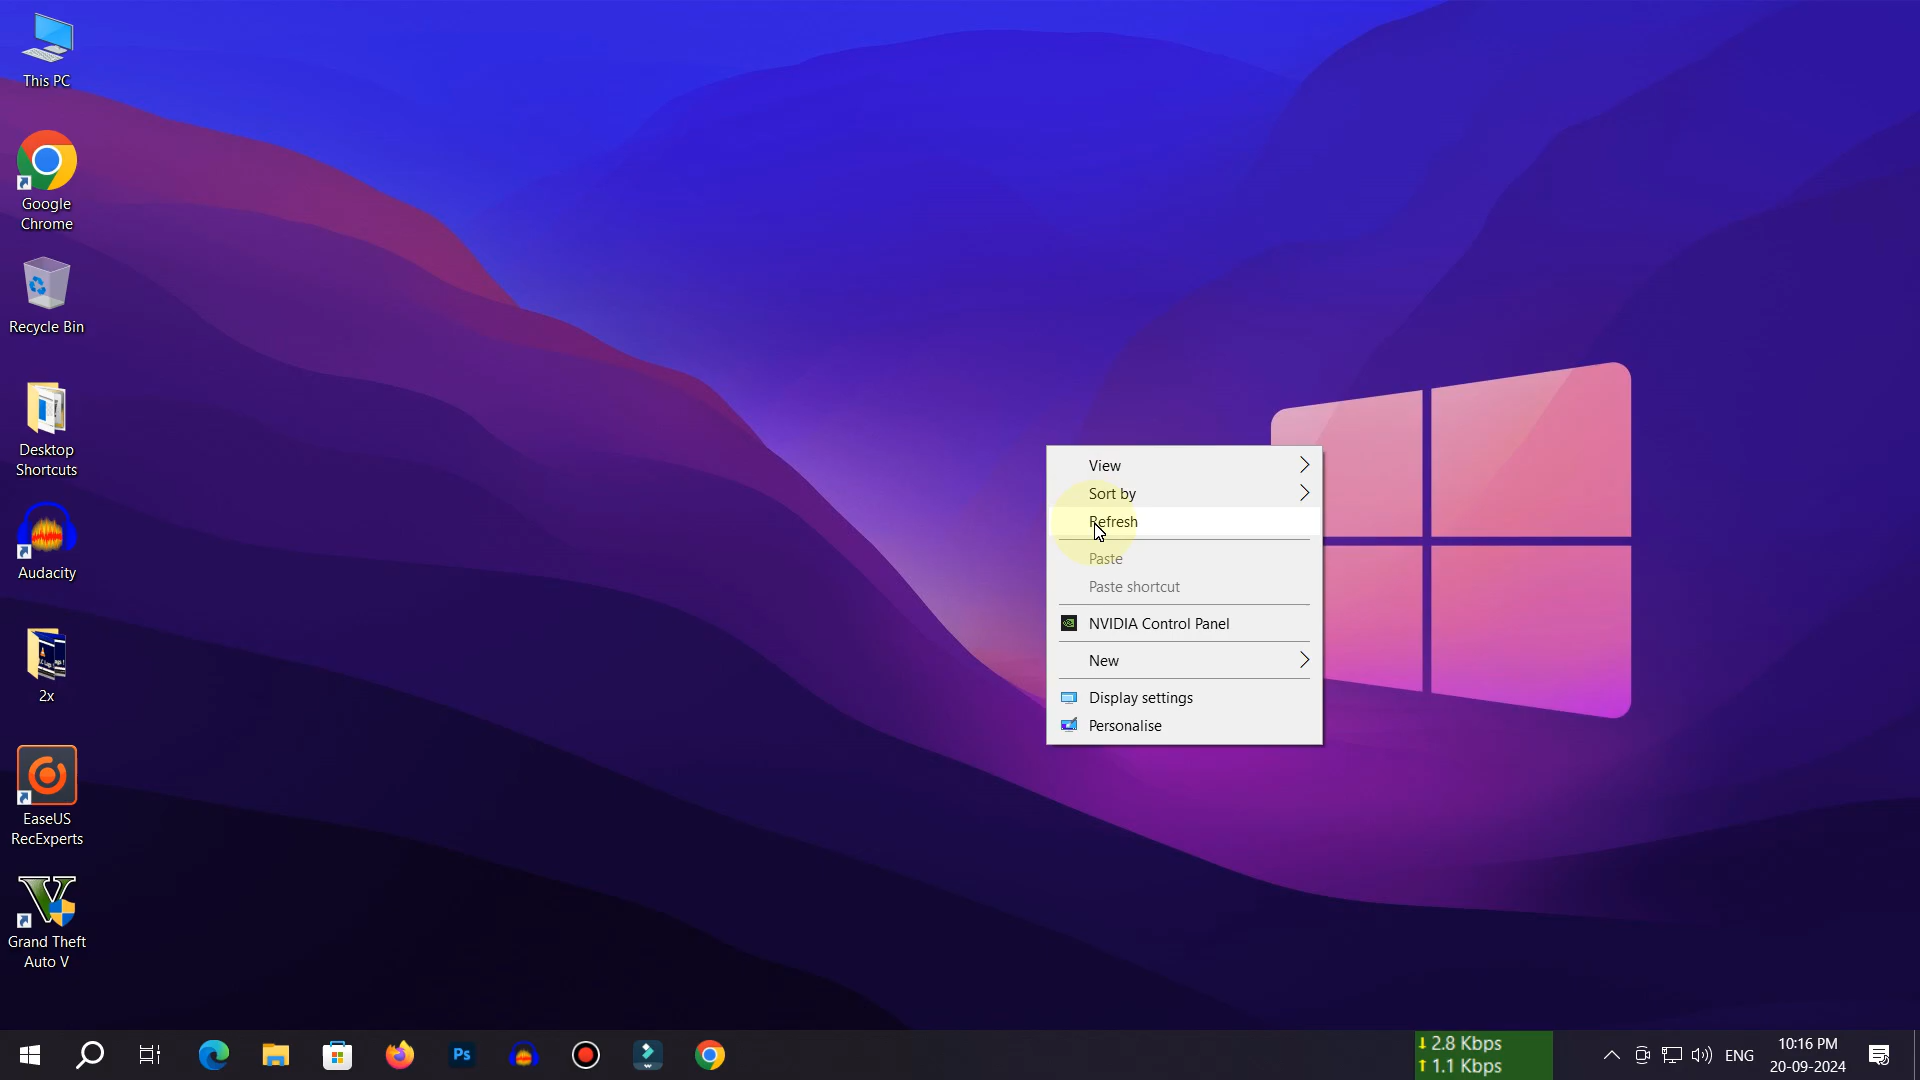 This PC
Google
Chrome
Recycle Bin
Desktop
Shortcuts
Audacity
2x
EaseUS
RecExperts
Grand Theft
Auto V
View
Sort by
Refresh
Paste
Paste shortcut
NVIDIA Control Panel
New
Display settings
Personalise
Ps
2.8 Kbps
1.1 Kbps
ENG
10:16 PM
20-09-2024